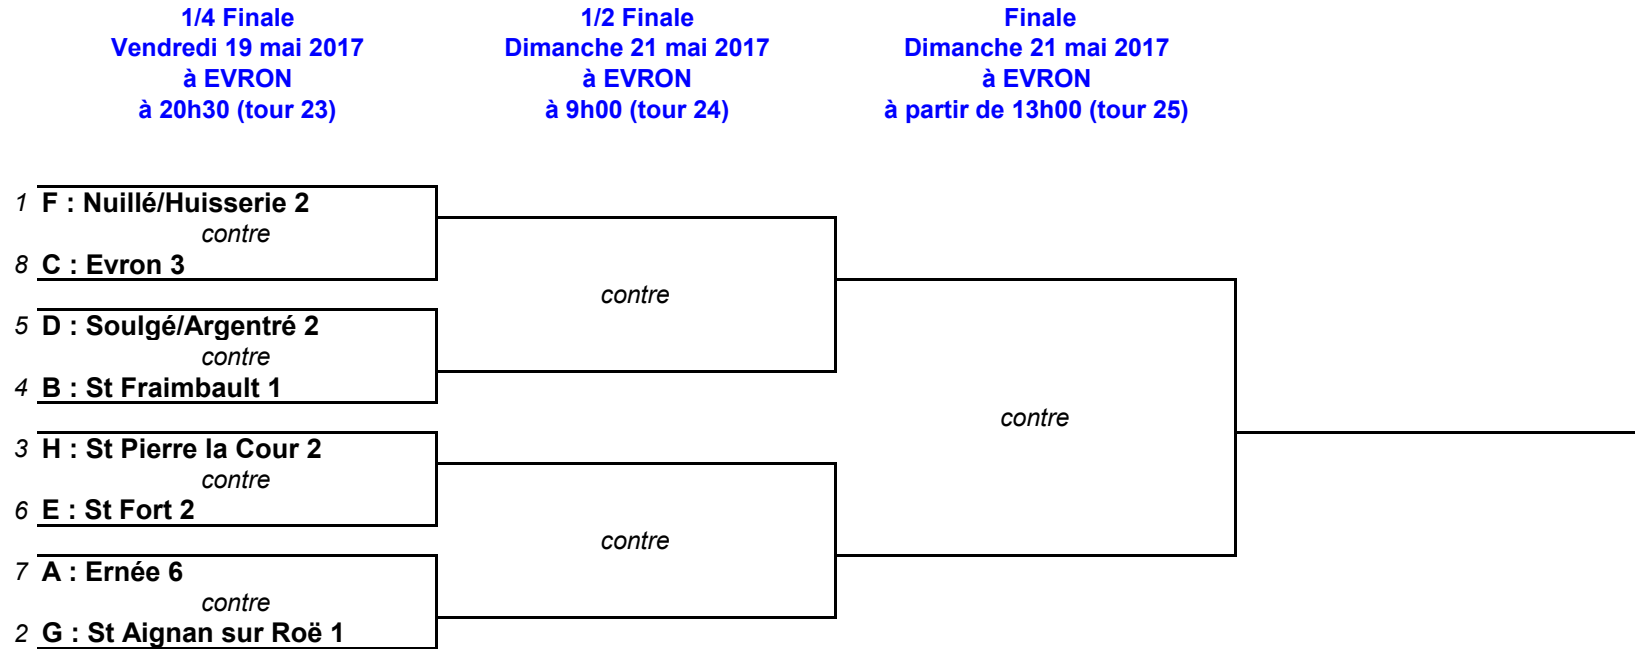 1/4 Finale
Vendredi 19 mai 2017
à EVRON
à 20h30 (tour 23)
1/2 Finale
Dimanche 21 mai 2017
à EVRON
à 9h00 (tour 24)
Finale
Dimanche 21 mai 2017
à EVRON
à partir de 13h00 (tour 25)
1 F : Nuillé/Huisserie 2
contre
8 C : Evron 3
contre
5 D : Soulgé/Argentré 2
contre
4 B : St Fraimbault 1
contre
3 H : St Pierre la Cour 2
contre
6 E : St Fort 2
contre
7 A : Ernée 6
contre
2 G : St Aignan sur Roë 1